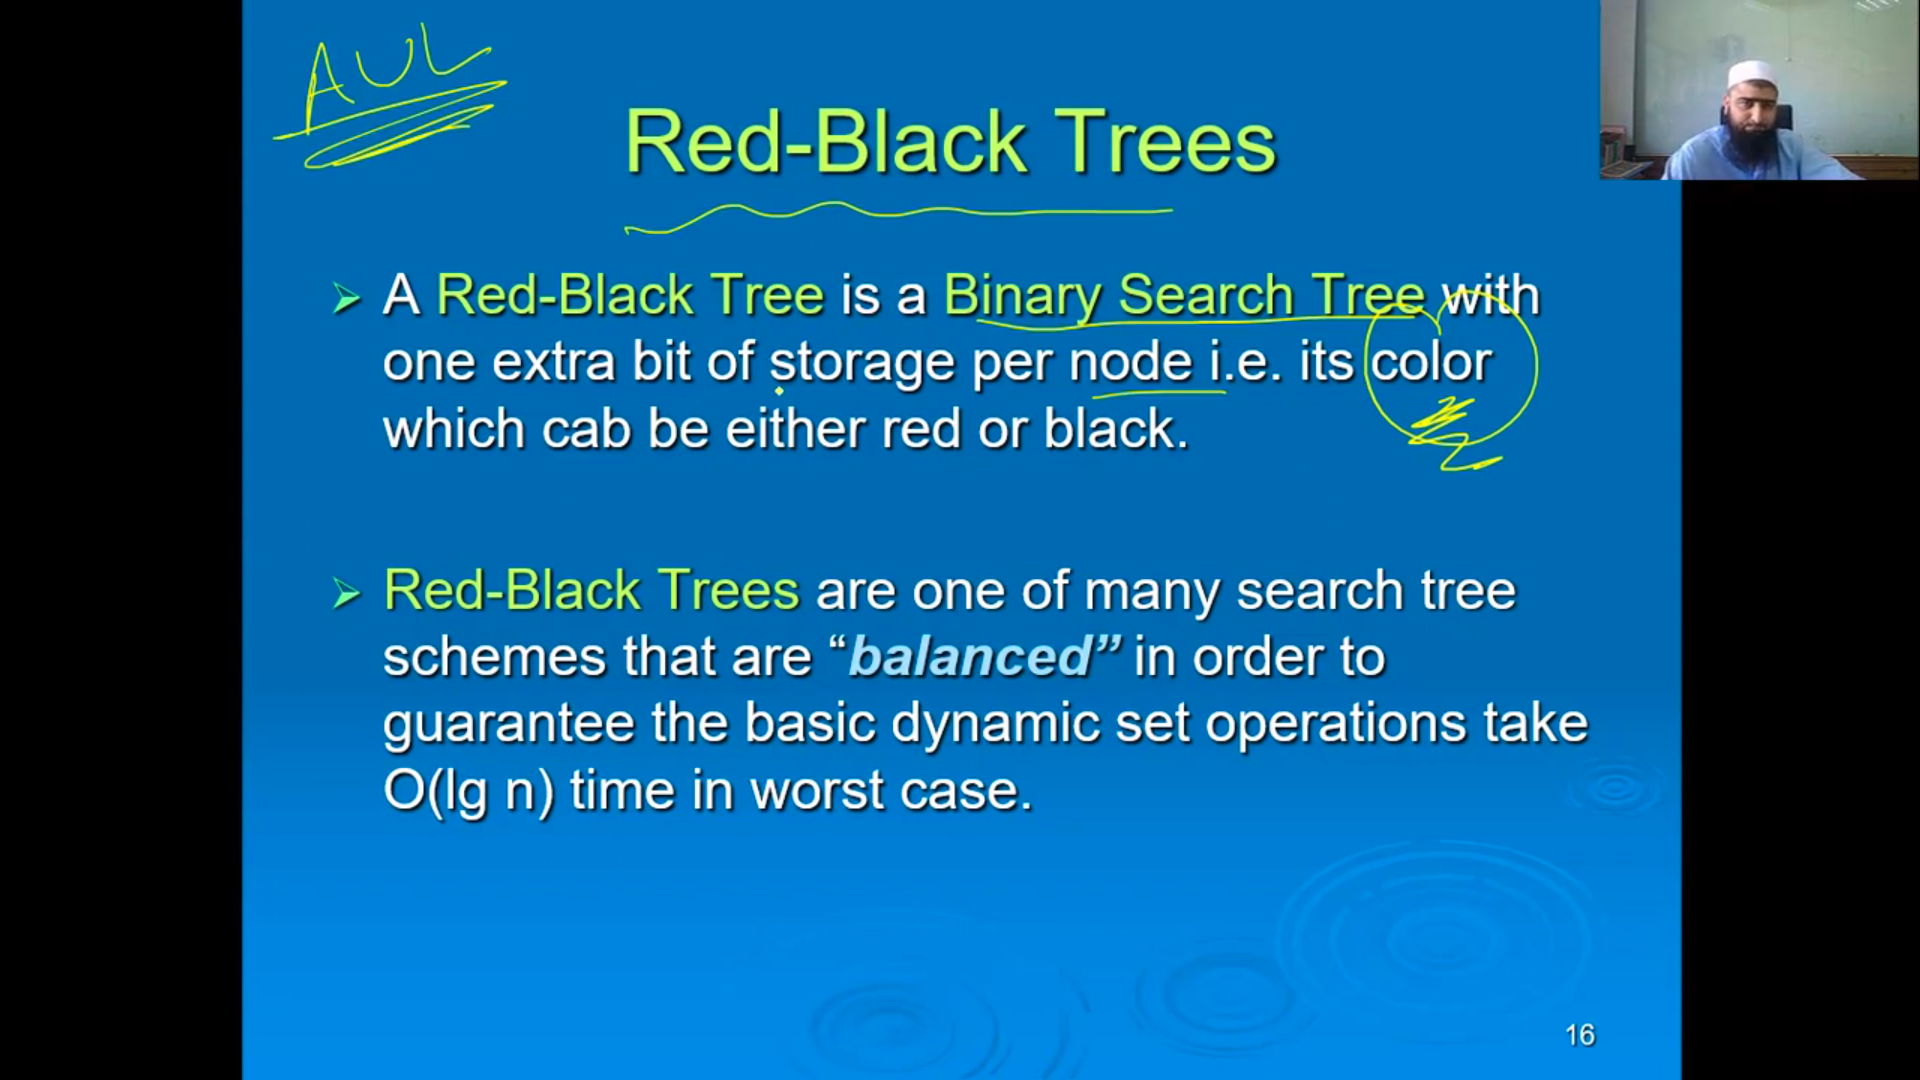 AVL
Red-Black Trees
A Red-Black Tree is a Binary Search Tree with
one extra bit of storage per node i.e. its color
which cab be either red or black.
Red-Black Trees are one of many search tree
schemes that are “balanced” in order to
guarantee the basic dynamic set operations take
O(lg n) time in worst case.
16